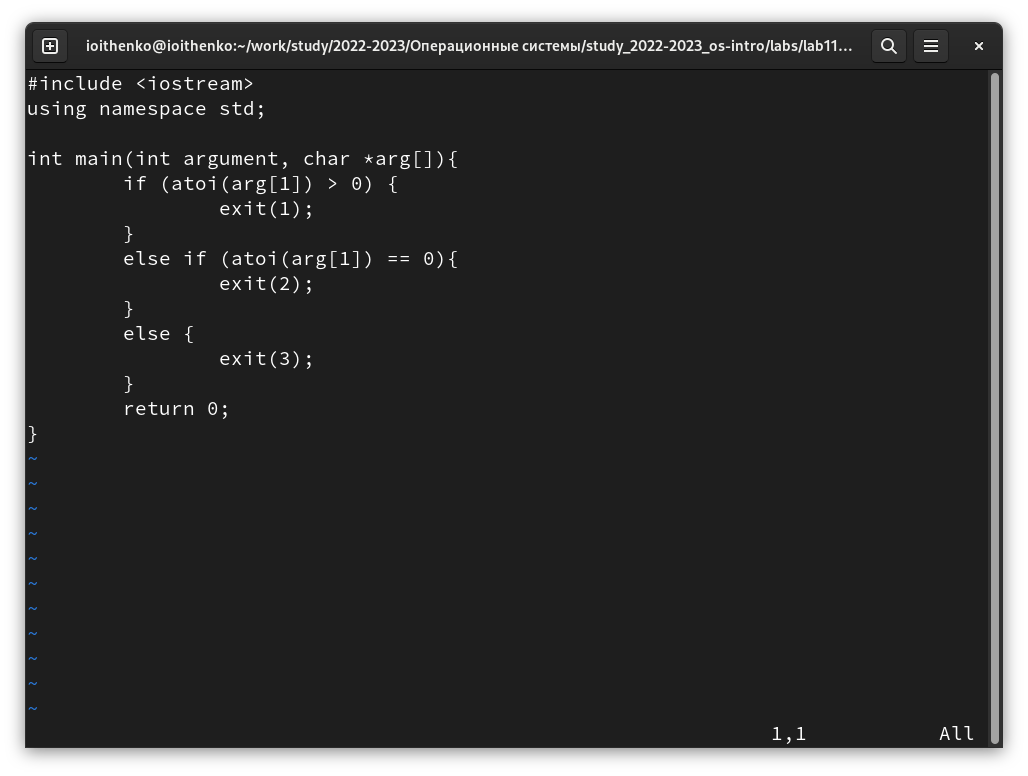 ioithenko@ioithenko:~/work/study/2022-2023/Операционные системы/study_2022-2023_os-intro/labs/lab11...
#include <iostream>
using namespace std;

int main(int argument, char *arg[]){
        if (atoi(arg[1]) > 0) {
                exit(1);
        }
        else if (atoi(arg[1]) == 0){
                exit(2);
        }
        else {
                exit(3);
        }
        return 0;
}
~
~
~
~
~
~
~
~
~
~
~
1,1 All